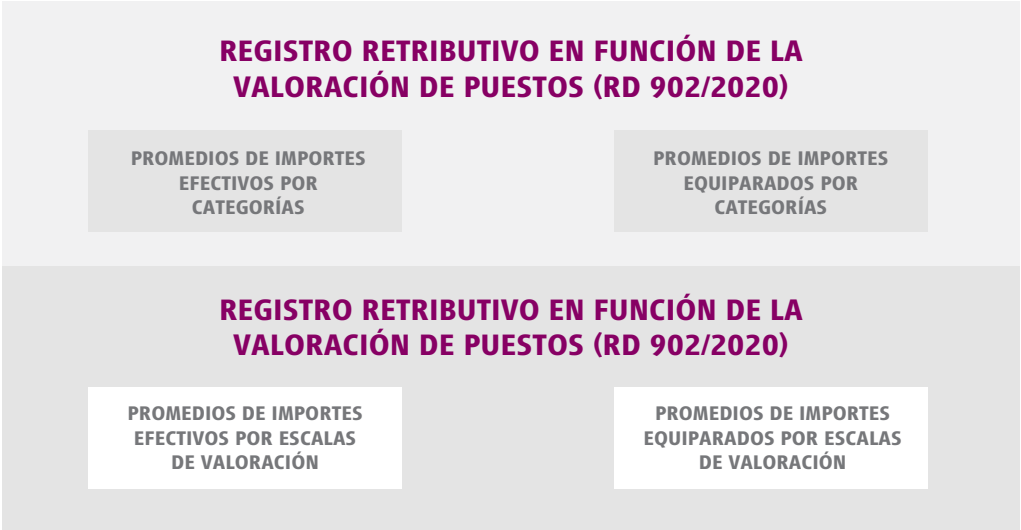 REGISTRO RETRIBUTIVO EN FUNCIÓN DE LA
VALORACIÓN DE PUESTOS (RD 902/2020)
PROMEDIOS DE IMPORTES
EFECTIVOS POR
CATEGORÍAS
PROMEDIOS DE IMPORTES
EQUIPARADOS POR
CATEGORÍAS
REGISTRO RETRIBUTIVO EN FUNCIÓN DE LA
VALORACIÓN DE PUESTOS (RD 902/2020)
PROMEDIOS DE IMPORTES
EFECTIVOS POR ESCALAS
DE VALORACIÓN
PROMEDIOS DE IMPORTES
EQUIPARADOS POR ESCALAS
DE VALORACIÓN